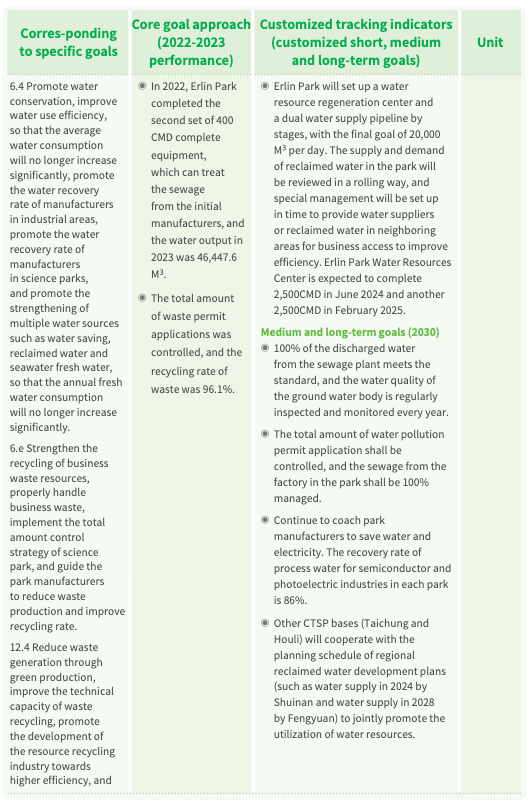 Corres-ponding
to specific goals
Core goal approach
(2022-2023
performance)
Customized tracking indicators
(customized short, medium
and long-term goals)
Unit
6.4 Promote water
conservation, improve
water use efficiency,
so that the average
water consumption
will no longer increase
significantly, promote
the water recovery
rate of manufacturers
in industrial areas,
promote the water
recovery rate of
manufacturers
in science parks,
and promote the
strengthening of
multiple water sources
such as water saving,
reclaimed water and
seawater fresh water,
so that the annual fresh
water consumption
will no longer increase
significantly.
6.e Strengthen the
recycling of business
waste resources,
properly handle
business waste,
implement the total
amount control
strategy of science
park, and guide the
park manufacturers
to reduce waste
production and improve
recycling rate.
12.4 Reduce waste
generation through
green production,
improve the technical
capacity of waste
recycling, promote
the development of
the resource recycling
industry towards
higher efficiency, and
◉ In 2022, Erlin Park
completed the
second set of 400
CMD complete
equipment,
which can treat
the sewage
from the initial
manufacturers, and
the water output in
2023 was 46,447.6
M³.
◉ The total amount
of waste permit
applications was
controlled, and the
recycling rate of
waste was 96.1%.
◉ Erlin Park will set up a water
resource regeneration center and
a dual water supply pipeline by
stages, with the final goal of 20,000
M³ per day. The supply and demand
of reclaimed water in the park will
be reviewed in a rolling way, and
special management will be set up
in time to provide water suppliers
or reclaimed water in neighboring
areas for business access to improve
efficiency. Erlin Park Water Resources
Center is expected to complete
2,500CMD in June 2024 and another
2,500CMD in February 2025.
Medium and long-term goals (2030)
◉ 100% of the discharged water
from the sewage plant meets the
standard, and the water quality of
the ground water body is regularly
inspected and monitored every year.
◉ The total amount of water pollution
permit application shall be
controlled, and the sewage from the
factory in the park shall be 100%
managed.
◉ Continue to coach park
manufacturers to save water and
electricity. The recovery rate of
process water for semiconductor and
photoelectric industries in each park
is 86%.
◉ Other CTSP bases (Taichung and
Houli) will cooperate with the
planning schedule of regional
reclaimed water development plans
(such as water supply in 2024 by
Shuinan and water supply in 2028
by Fengyuan) to jointly promote the
utilization of water resources.